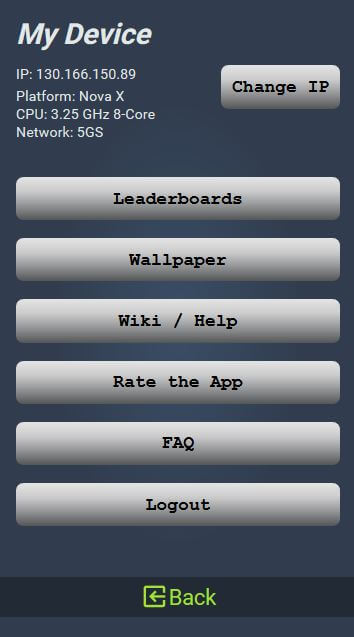 My Device
IP: 130.166.150.89
Change IP
Platform: Nova X
CPU: 3.25 GHz 8-Core
Network: 5GS
Leaderboards
Wallpaper
Wiki / Help
Rate the App
FAQ
Logout
Back